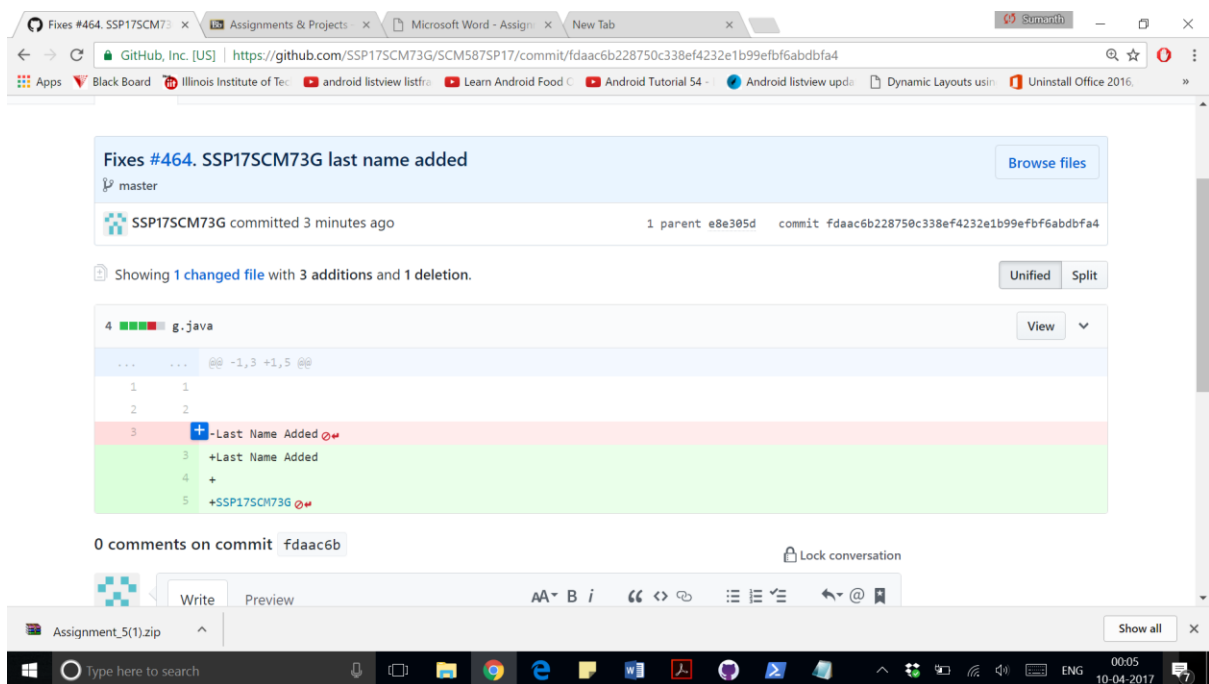 Fixes #464. SSP17SCM73
Assignments & Projects -
Microsoft Word - Assign
New Tab
Sumanth
GitHub, Inc. [US] | https://github.com/SSP17SCM73G/SCM587SP17/commit/fdaac6b228750c338ef4232e1b99efbf6abdbfa4
Apps Black Board Illinois Institute of Tec android listview listfra Learn Android Food C Android Tutorial 54 - Android listview upda Dynamic Layouts usin Uninstall Office 2016, »
Fixes #464. SSP17SCM73G last name added
Browse files
master
SSP17SCM73G committed 3 minutes ago
1 parent e8e305d commit fdaac6b228750c338ef4232e1b99efbf6abdbfa4
Showing 1 changed file with 3 additions and 1 deletion.
Unified Split
4 g.java
View
... ... @@ -1,3 +1,5 @@
1 1
2 2
3 -Last Name Added
3 +Last Name Added
4 +
5 +SSP17SCM73G
0 comments on commit fdaac6b
Lock conversation
Write Preview
AA B i “ <> @
Assignment_5(1).zip
Show all
Type here to search
ENG
00:05
10-04-2017
7